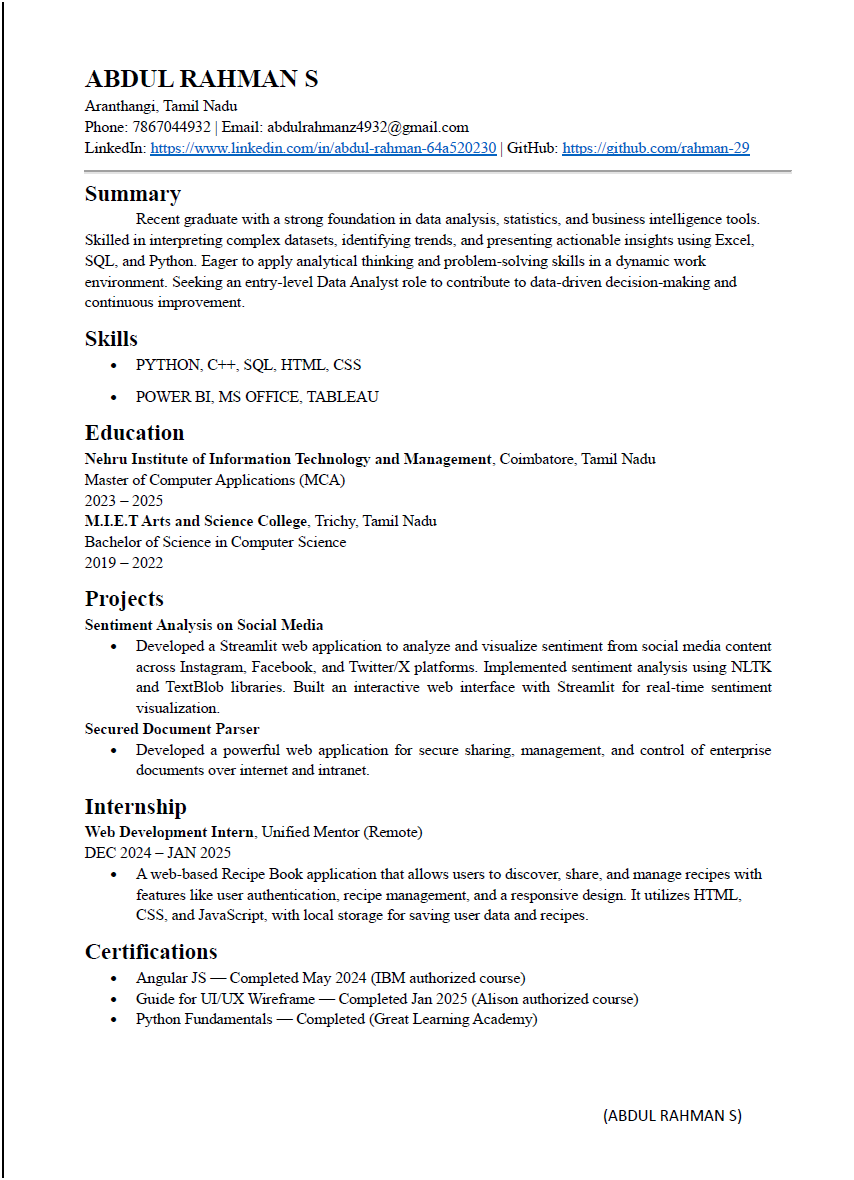 ABDUL RAHMAN S
Aranthangi, Tamil Nadu
Phone: 7867044932 | Email: abdulrahmanz4932@gmail.com
LinkedIn: https://www.linkedin.com/in/abdul-rahman-64a520230 | GitHub: https://github.com/rahman-29
Summary
Recent graduate with a strong foundation in data analysis, statistics, and business intelligence tools.
Skilled in interpreting complex datasets, identifying trends, and presenting actionable insights using Excel,
SQL, and Python. Eager to apply analytical thinking and problem-solving skills in a dynamic work
environment. Seeking an entry-level Data Analyst role to contribute to data-driven decision-making and
continuous improvement.
Skills
• PYTHON, C++, SQL, HTML, CSS
• POWER BI, MS OFFICE, TABLEAU
Education
Nehru Institute of Information Technology and Management, Coimbatore, Tamil Nadu
Master of Computer Applications (MCA)
2023 – 2025
M.I.E.T Arts and Science College, Trichy, Tamil Nadu
Bachelor of Science in Computer Science
2019 – 2022
Projects
Sentiment Analysis on Social Media
• Developed a Streamlit web application to analyze and visualize sentiment from social media content
across Instagram, Facebook, and Twitter/X platforms. Implemented sentiment analysis using NLTK
and TextBlob libraries. Built an interactive web interface with Streamlit for real-time sentiment
visualization.
Secured Document Parser
• Developed a powerful web application for secure sharing, management, and control of enterprise
documents over internet and intranet.
Internship
Web Development Intern, Unified Mentor (Remote)
DEC 2024 – JAN 2025
• A web-based Recipe Book application that allows users to discover, share, and manage recipes with
features like user authentication, recipe management, and a responsive design. It utilizes HTML,
CSS, and JavaScript, with local storage for saving user data and recipes.
Certifications
• Angular JS — Completed May 2024 (IBM authorized course)
• Guide for UI/UX Wireframe — Completed Jan 2025 (Alison authorized course)
• Python Fundamentals — Completed (Great Learning Academy)
(ABDUL RAHMAN S)